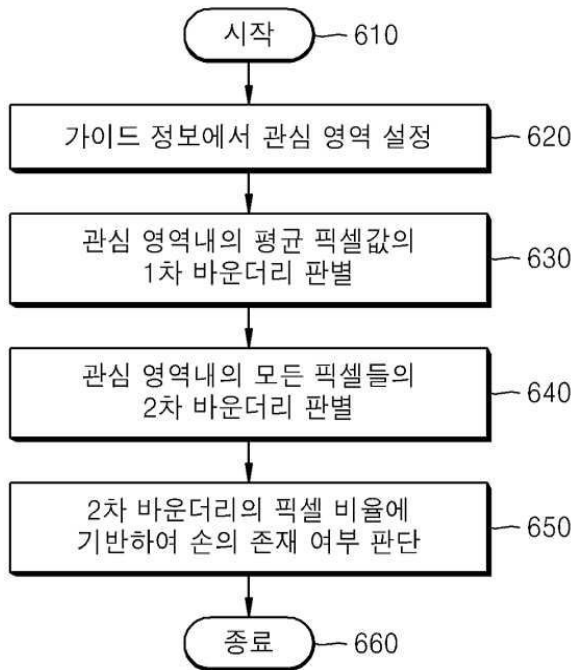 시작
610
가이드 정보에서 관심 영역 설정
620
관심 영역내의 평균 픽셀값의
1차 바운더리 판별
630
관심 영역내의 모든 픽셀들의
2차 바운더리 판별
640
2차 바운더리의 픽셀 비율에
기반하여 손의 존재 여부 판단
650
종료
660